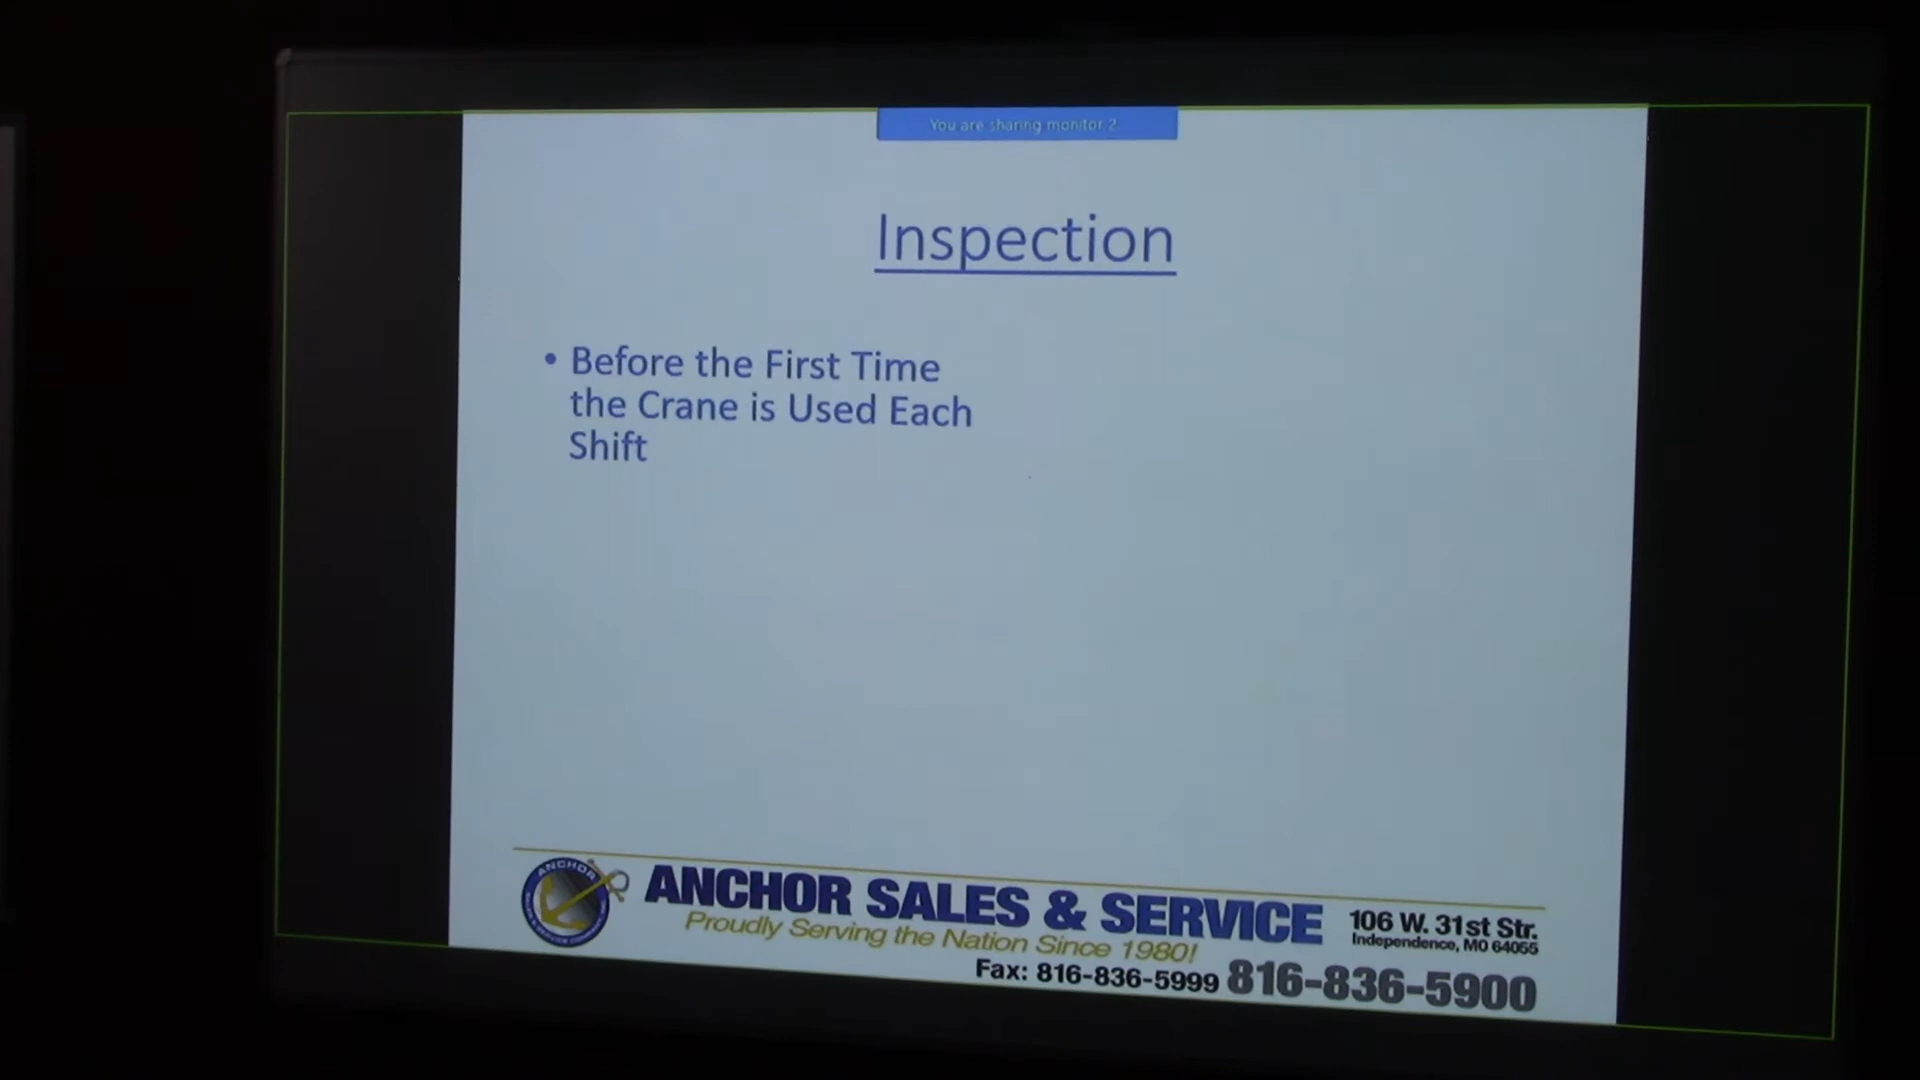 You are sharing monitor 2
Inspection
• Before the First Time
the Crane is Used Each
Shift
ANCHOR
ANCHOR SALES & SERVICE
Proudly Serving the Nation Since 1980!
106 W. 31st Str.
Independence, MO 64055
Fax: 816-836-5999 816-836-5900